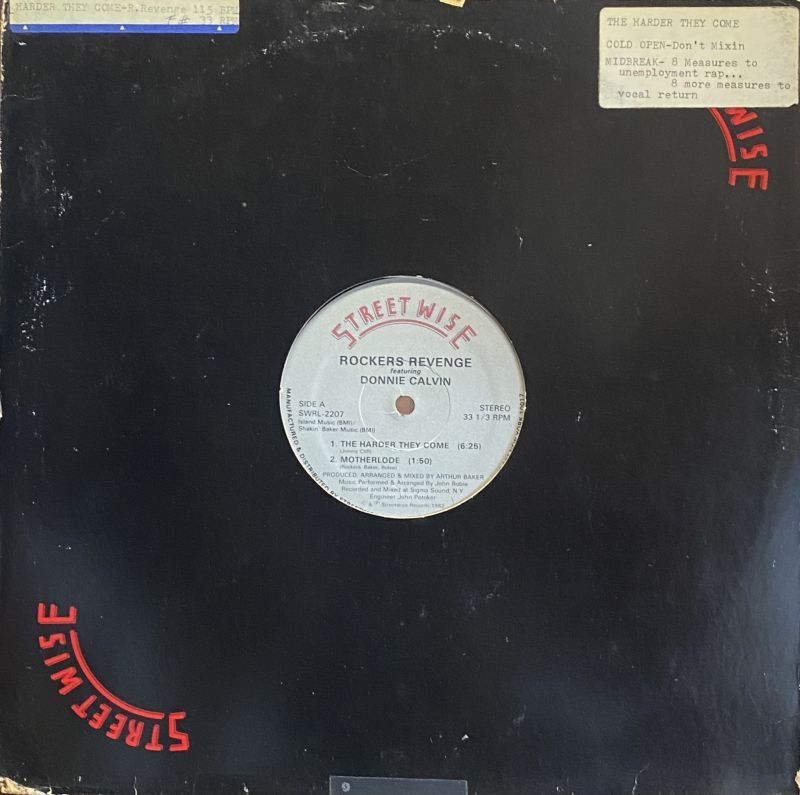 HARDER THEY COME-R.Revenge 115 BPM
F# 33 RPM
THE HARDER THEY COME
COLD OPEN-Don't Mixin
MIDBREAK- 8 Measures to
unemployment rap...
8 more measures to
vocal return
WISE
STREET WISE
ROCKERS REVENGE
featuring
DONNIE CALVIN
SIDE A
SWRL-2207
Island Music (BMI)/
Shakin' Baker Music (BMI)
STEREO
33 1/3 RPM
1. THE HARDER THEY COME (6:25)
(Jimmy Cliff)
2. MOTHERLODE (1:50)
(Rockers, Baker, Robie)
PRODUCED, ARRANGED & MIXED BY ARTHUR BAKER
Music Performed & Arranged By John Robie
Recorded and Mixed at Sigma Sound, N.Y.
Engineer John Potoker
© & ℗ Streetwise Records 1982
MANUFACTURED & DISTRIBUTED BY
STREET WISE